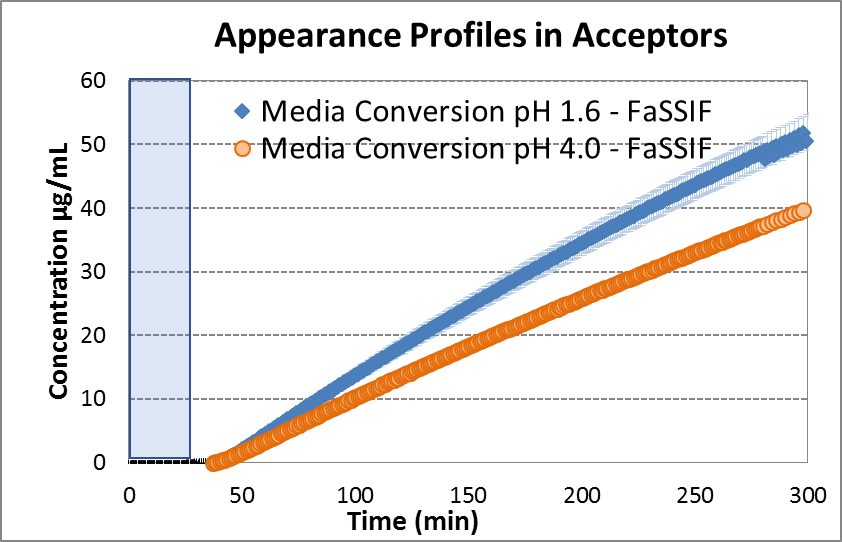 Appearance Profiles in Acceptors
60
50
40
30
20
10
0
Concentration µg/mL
Media Conversion pH 1.6 - FaSSIF
Media Conversion pH 4.0 - FaSSIF
0 50 100 150 200 250 300
Time (min)